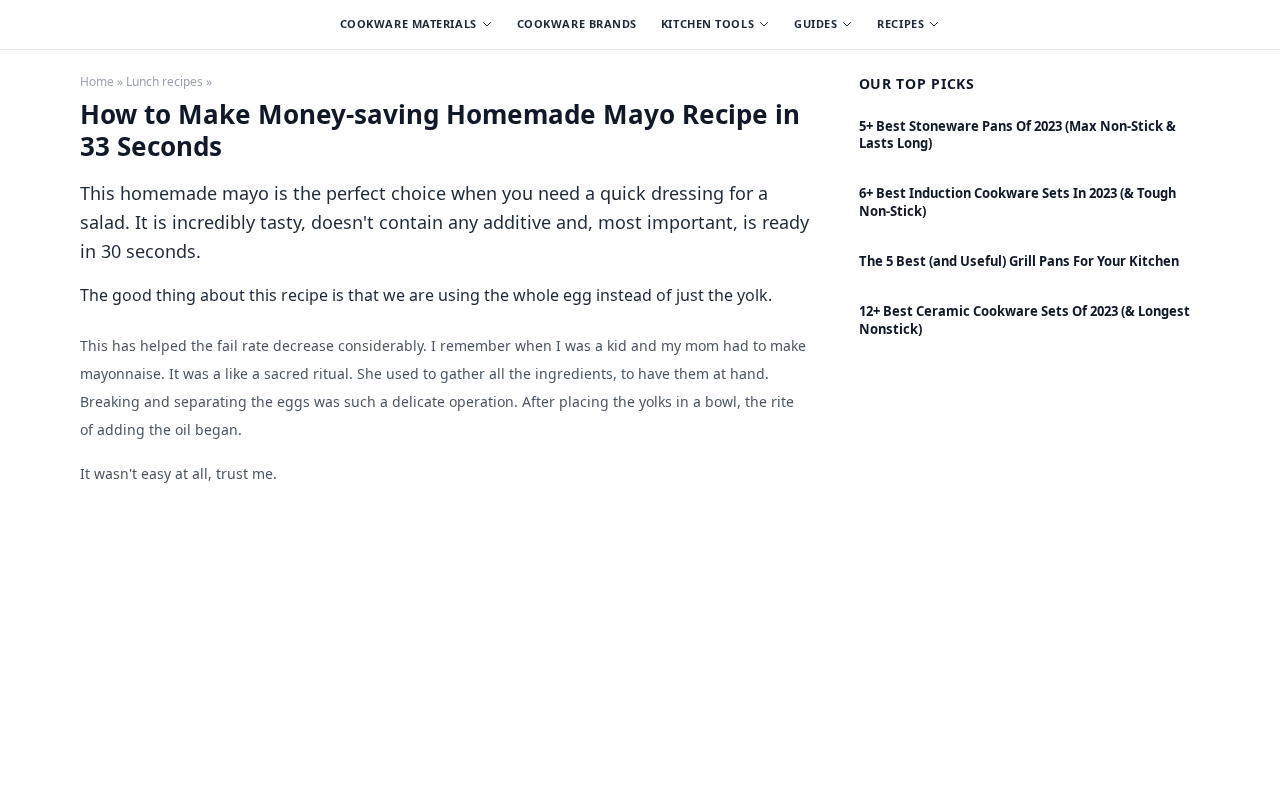 COOKWARE MATERIALS COOKWARE BRANDS KITCHEN TOOLS GUIDES RECIPES
Home » Lunch recipes »
How to Make Money-saving Homemade Mayo Recipe in
33 Seconds
This homemade mayo is the perfect choice when you need a quick dressing for a
salad. It is incredibly tasty, doesn't contain any additive and, most important, is ready
in 30 seconds.
The good thing about this recipe is that we are using the whole egg instead of just the yolk.
This has helped the fail rate decrease considerably. I remember when I was a kid and my mom had to make
mayonnaise. It was a like a sacred ritual. She used to gather all the ingredients, to have them at hand.
Breaking and separating the eggs was such a delicate operation. After placing the yolks in a bowl, the rite
of adding the oil began.
It wasn't easy at all, trust me.
OUR TOP PICKS
5+ Best Stoneware Pans Of 2023 (Max Non-Stick &
Lasts Long)
6+ Best Induction Cookware Sets In 2023 (& Tough
Non-Stick)
The 5 Best (and Useful) Grill Pans For Your Kitchen
12+ Best Ceramic Cookware Sets Of 2023 (& Longest
Nonstick)